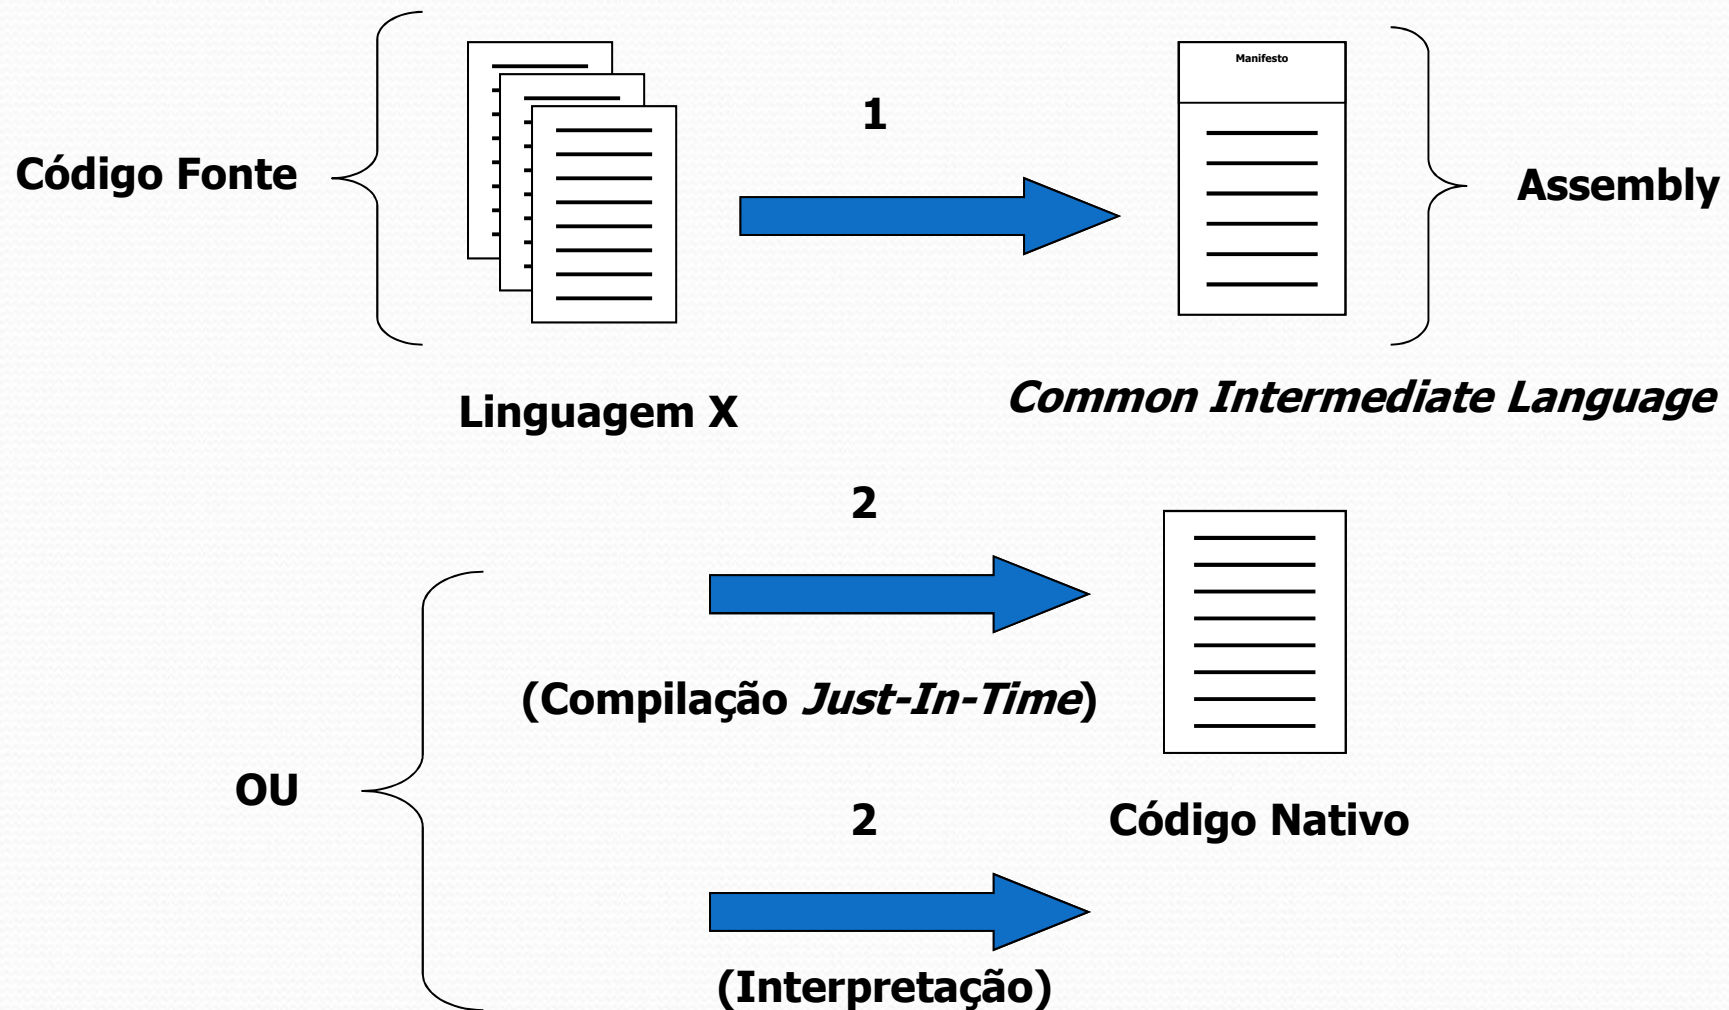 Manifesto
1
Código Fonte
Assembly
Linguagem X
Common Intermediate Language
2
(Compilação Just-In-Time)
OU
2
Código Nativo
(Interpretação)